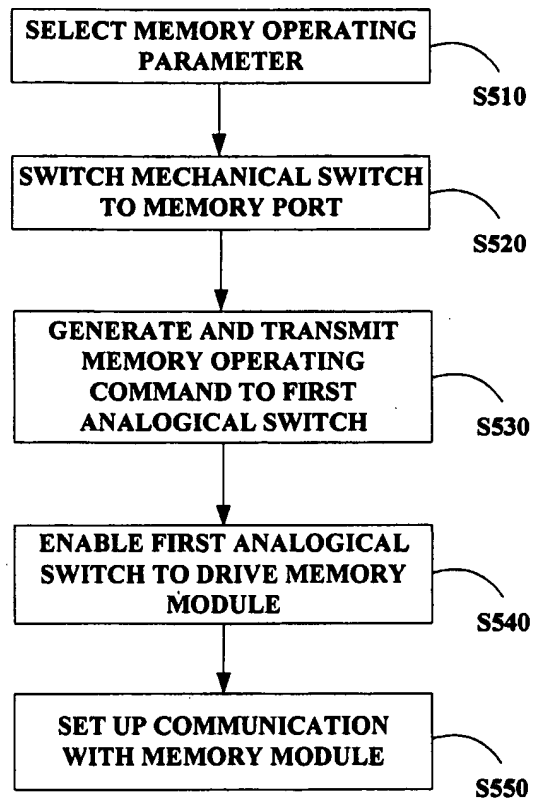 SELECT MEMORY OPERATING
PARAMETER
S510
SWITCH MECHANICAL SWITCH
TO MEMORY PORT
S520
GENERATE AND TRANSMIT
MEMORY OPERATING
COMMAND TO FIRST
ANALOGICAL SWITCH
S530
ENABLE FIRST ANALOGICAL
SWITCH TO DRIVE MEMORY
MODULE
S540
SET UP COMMUNICATION
WITH MEMORY MODULE
S550